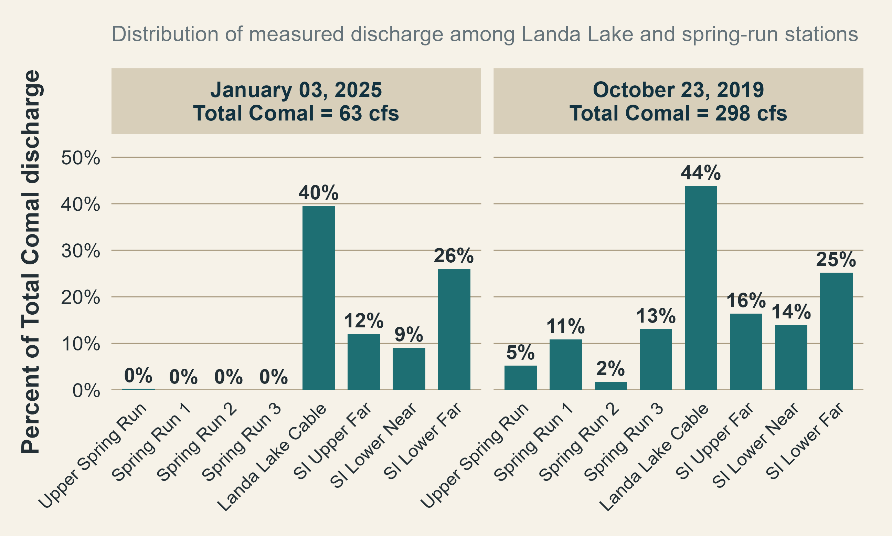 Distribution of measured discharge among Landa Lake and spring-run stations
Percent of Total Comal discharge
January 03, 2025
Total Comal = 63 cfs
October 23, 2019
Total Comal = 298 cfs
50%
40%
30%
20%
10%
0%
0%
0%
0%
0%
40%
12%
9%
26%
5%
11%
2%
13%
44%
16%
14%
25%
Upper Spring Run
Spring Run 1
Spring Run 2
Spring Run 3
Landa Lake Cable
SI Upper Far
SI Lower Near
SI Lower Far
Upper Spring Run
Spring Run 1
Spring Run 2
Spring Run 3
Landa Lake Cable
SI Upper Far
SI Lower Near
SI Lower Far